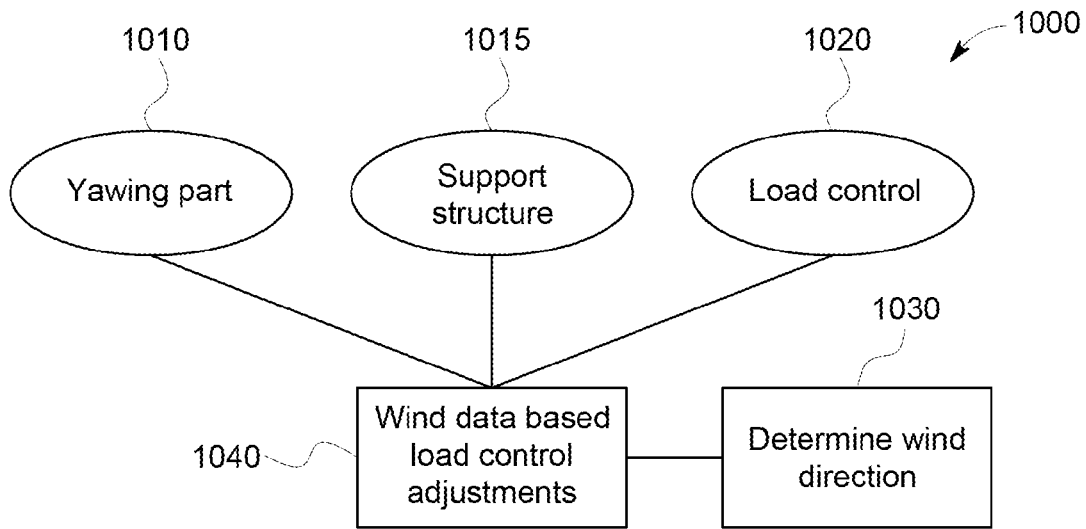 1000
1010
1015
1020
Yawing part
Support
structure
Load control
1030
Wind data based
load control
adjustments
Determine wind
direction
1040